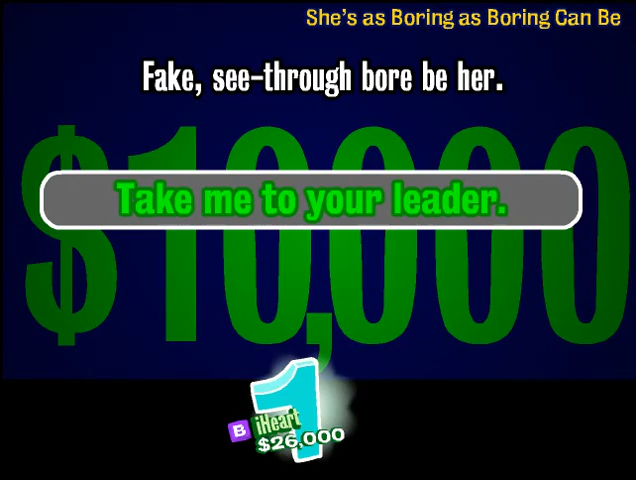 She's as Boring as Boring Can Be
Fake, see-through bore be her.
$10,000
Take me to your leader.
1
B iHeart
$26,000